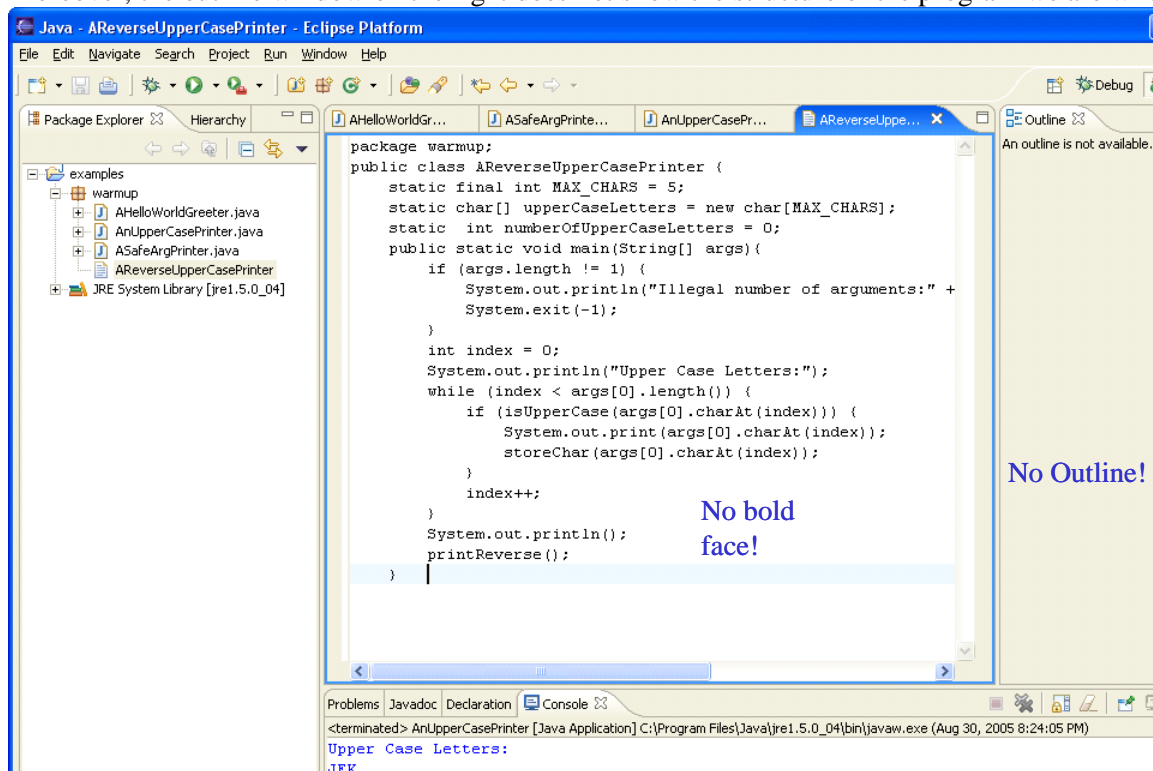 Java - AReverseUpperCasePrinter - Eclipse Platform
File Edit Navigate Search Project Run Window Help
Debug
Package Explorer Hierarchy
examples
warmup
AHelloWorldGreeter.java
AnUpperCasePrinter.java
ASafeArgPrinter.java
AReverseUpperCasePrinter
JRE System Library [jre1.5.0_04]
AHelloWorldGr... ASafeArgPrinte... AnUpperCasePr... AReverseUppe...
package warmup;
public class AReverseUpperCasePrinter {
static final int MAX_CHARS = 5;
static char[] upperCaseLetters = new char[MAX_CHARS];
static int numberOfUpperCaseLetters = 0;
public static void main(String[] args){
if (args.length != 1) {
System.out.println("Illegal number of arguments:" +
System.exit(-1);
}
int index = 0;
System.out.println("Upper Case Letters:");
while (index < args[0].length()) {
if (isUpperCase(args[0].charAt(index))) {
System.out.print(args[0].charAt(index));
storeChar(args[0].charAt(index));
}
index++;
}
System.out.println();
printReverse();
}
No bold
face!
Outline
An outline is not available.
No Outline!
Problems Javadoc Declaration Console
<terminated> AnUpperCasePrinter [Java Application] C:\Program Files\Java\jre1.5.0_04\bin\javaw.exe (Aug 30, 2005 8:24:05 PM)
Upper Case Letters:
JFK